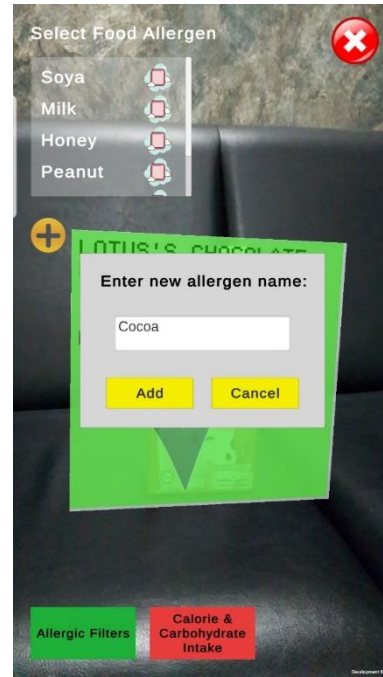 Select Food Allergen
Soya
Milk
Honey
Peanut
LOTUS'S CHOCOLATE
Enter new allergen name:
Cocoa
Add
Cancel
Allergic Filters
Calorie &
Carbohydrate
Intake